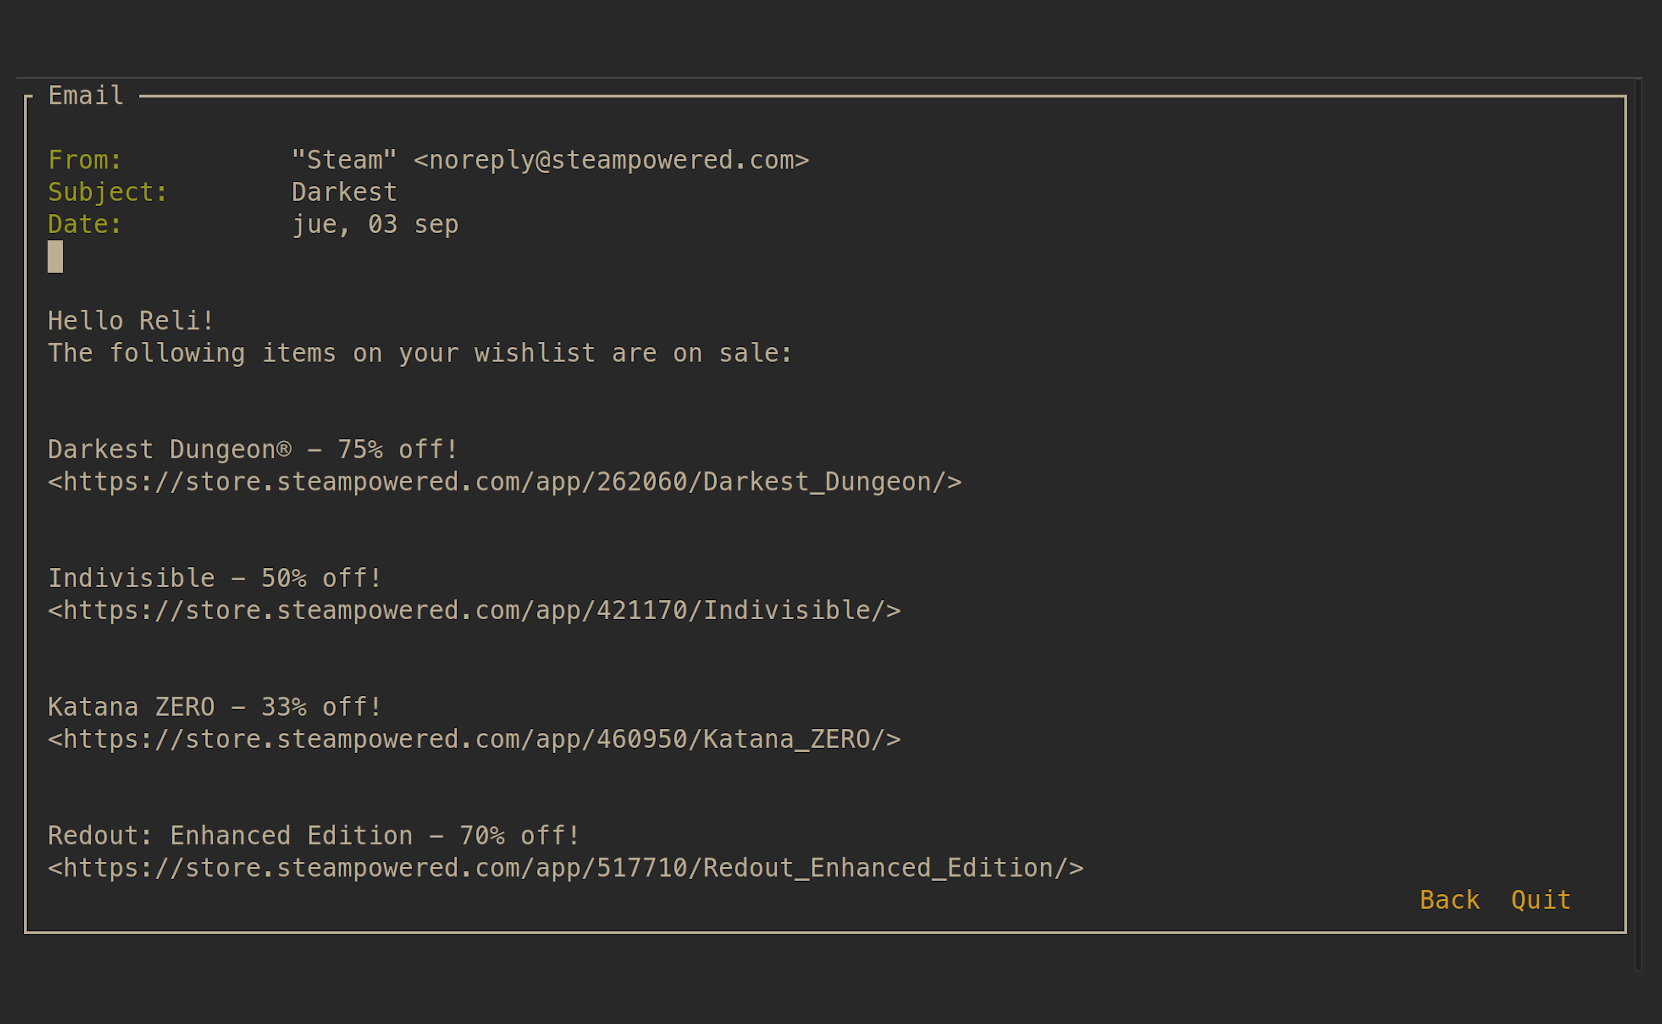 Email
From: "Steam" <noreply@steampowered.com>
Subject: Darkest
Date: jue, 03 sep
Hello Reli!
The following items on your wishlist are on sale:
Darkest Dungeon® – 75% off!
<https://store.steampowered.com/app/262060/Darkest_Dungeon/>
Indivisible – 50% off!
<https://store.steampowered.com/app/421170/Indivisible/>
Katana ZERO – 33% off!
<https://store.steampowered.com/app/460950/Katana_ZERO/>
Redout: Enhanced Edition – 70% off!
<https://store.steampowered.com/app/517710/Redout_Enhanced_Edition/>
Back Quit